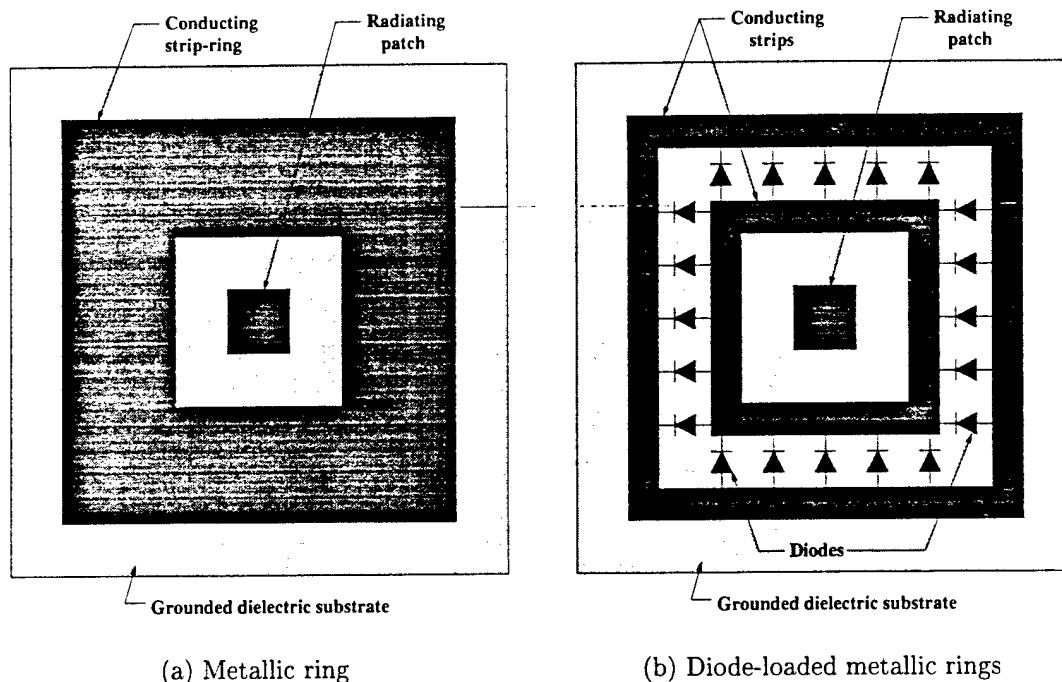 Conducting
strip-ring
Radiating
patch
Grounded dielectric substrate
(a) Metallic ring
Conducting
strips
Radiating
patch
Diodes
Grounded dielectric substrate
(b) Diode-loaded metallic rings